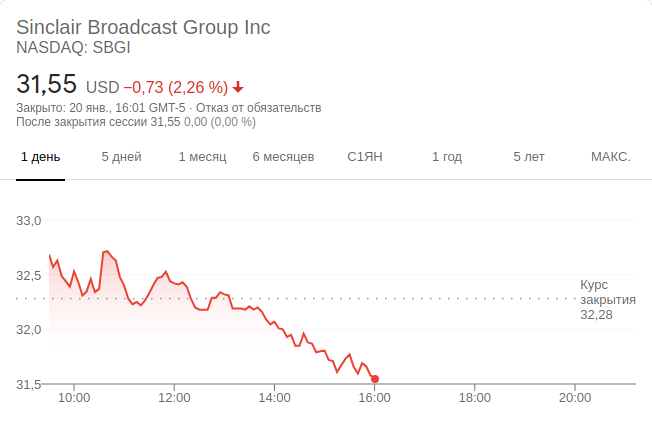 Sinclair Broadcast Group Inc
NASDAQ: SBGI
31,55 USD −0,73 (2,26 %)
Закрыто: 20 янв., 16:01 GMT-5 · Отказ от обязательств
После закрытия сессии 31,55 0,00 (0,00 %)
1 день 5 дней 1 месяц 6 месяцев С1ЯН 1 год 5 лет МАКС.
33,0
32,5
Курс
закрытия
32,28
32,0
31,5
10:00 12:00 14:00 16:00 18:00 20:00